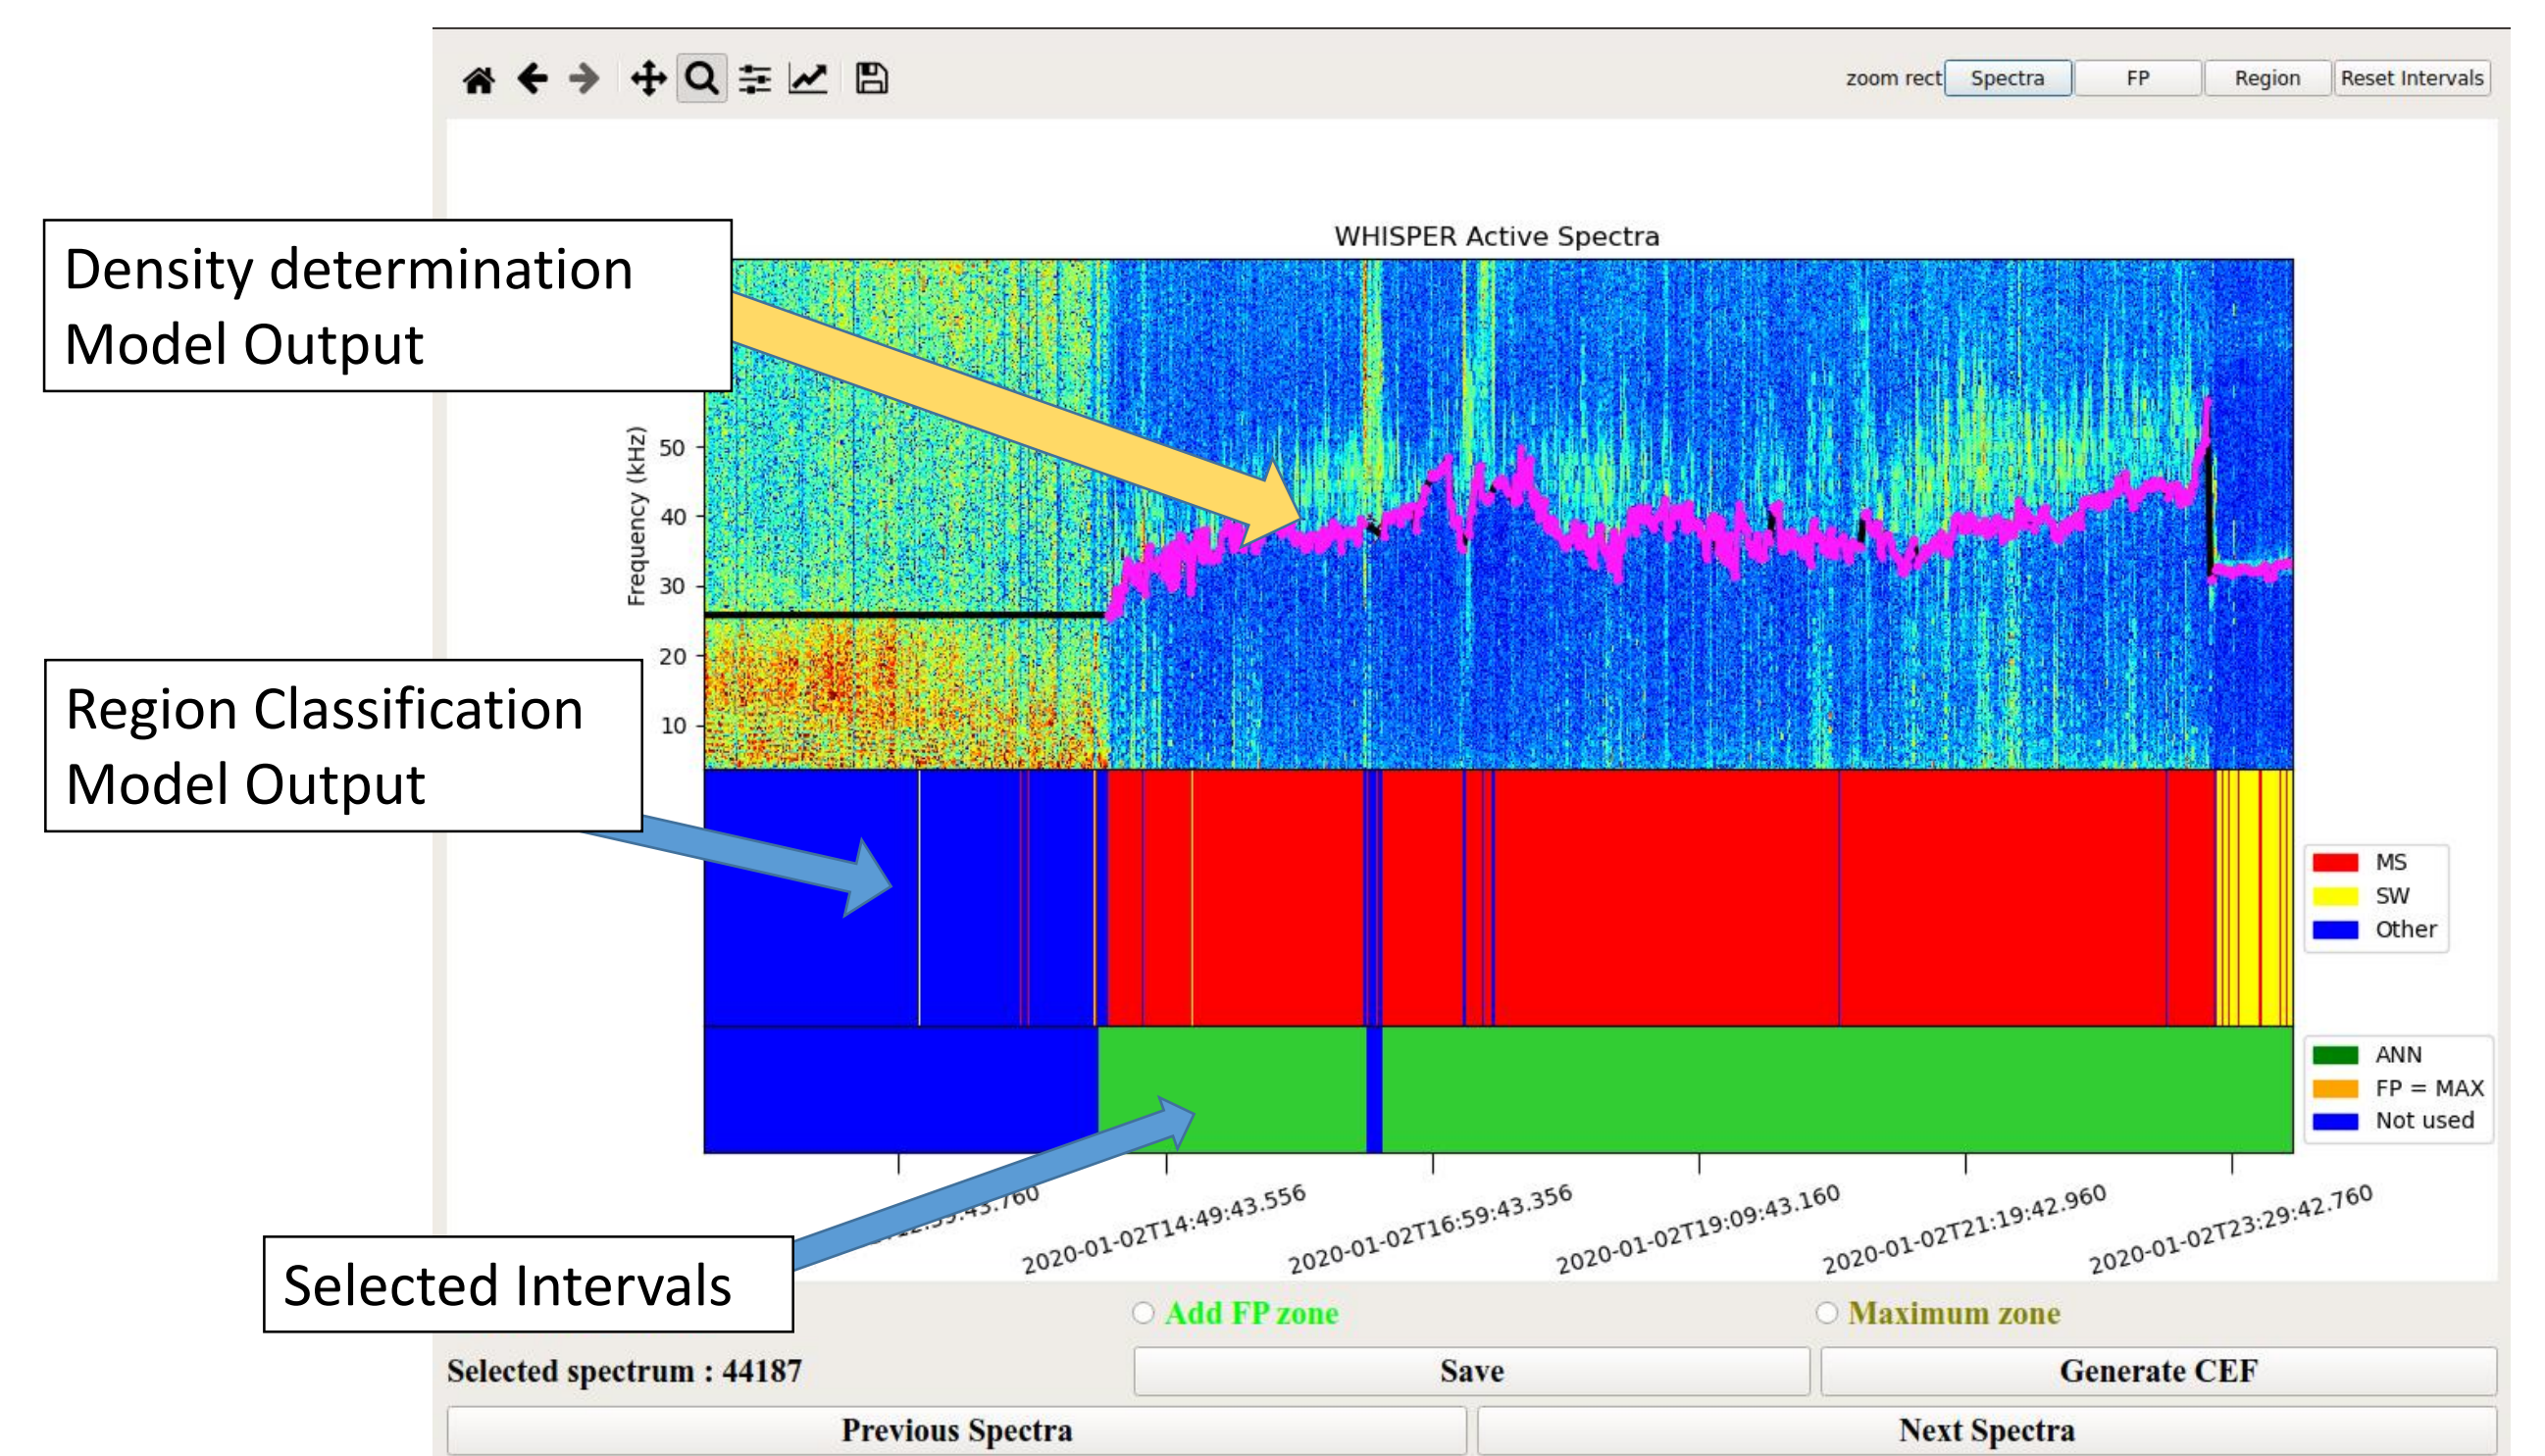 zoom rect Spectra FP Region Reset Intervals
WHISPER Active Spectra
Density determination
Model Output
Frequency (kHz)
50
40
30
20
10
Region Classification
Model Output
MS
SW
Other
ANN
FP = MAX
Not used
2020-01-02T14:49:43.556
2020-01-02T16:59:43.356
2020-01-02T19:09:43.160
2020-01-02T21:19:42.960
2020-01-02T23:29:42.760
Selected Intervals
Add FP zone
Maximum zone
Selected spectrum : 44187
Save
Generate CEF
Previous Spectra
Next Spectra